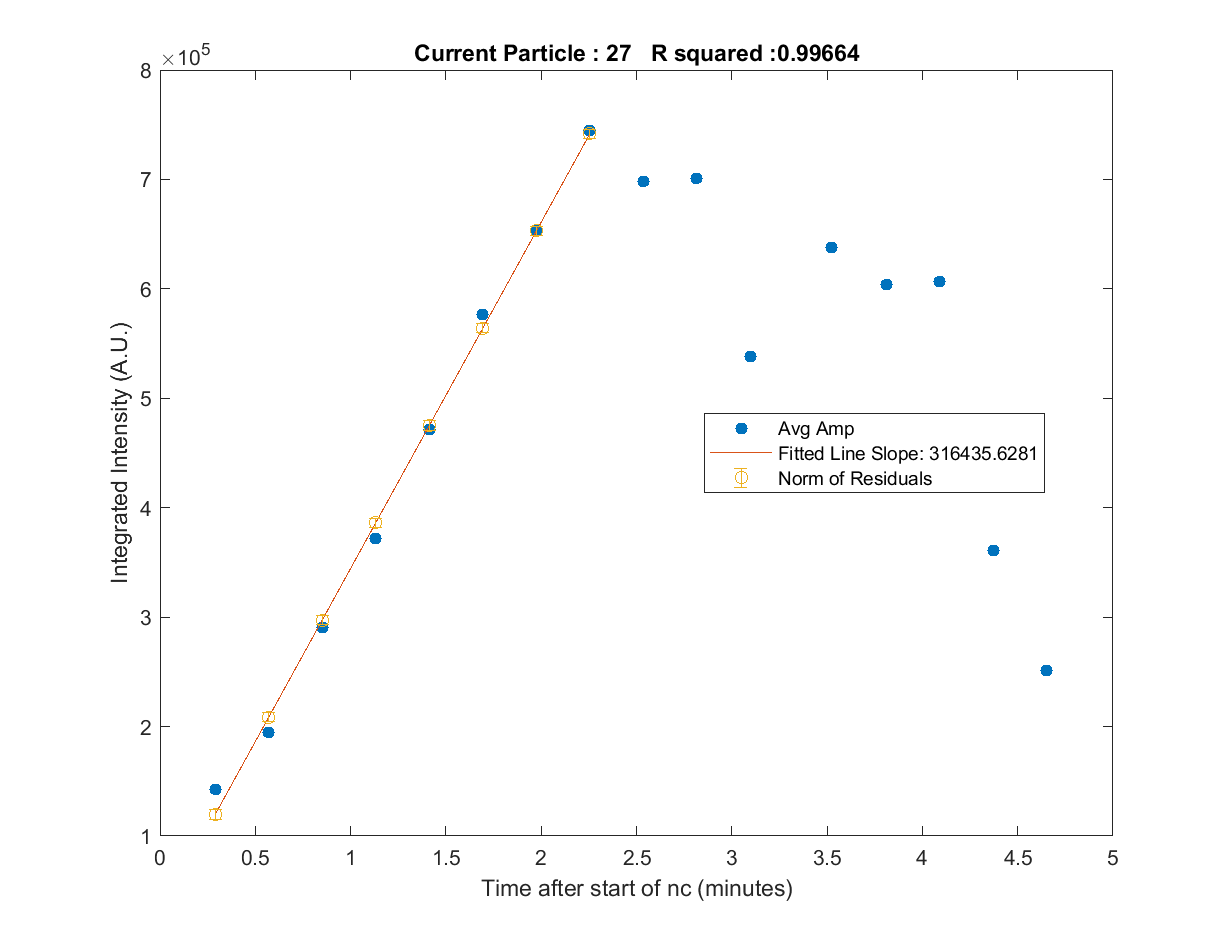 ×10^5
Current Particle : 27 R squared :0.99664
8
7
6
5
4
3
2
1
Integrated Intensity (A.U.)
Avg Amp
Fitted Line Slope: 316435.6281
Norm of Residuals
0 0.5 1 1.5 2 2.5 3 3.5 4 4.5 5
Time after start of nc (minutes)